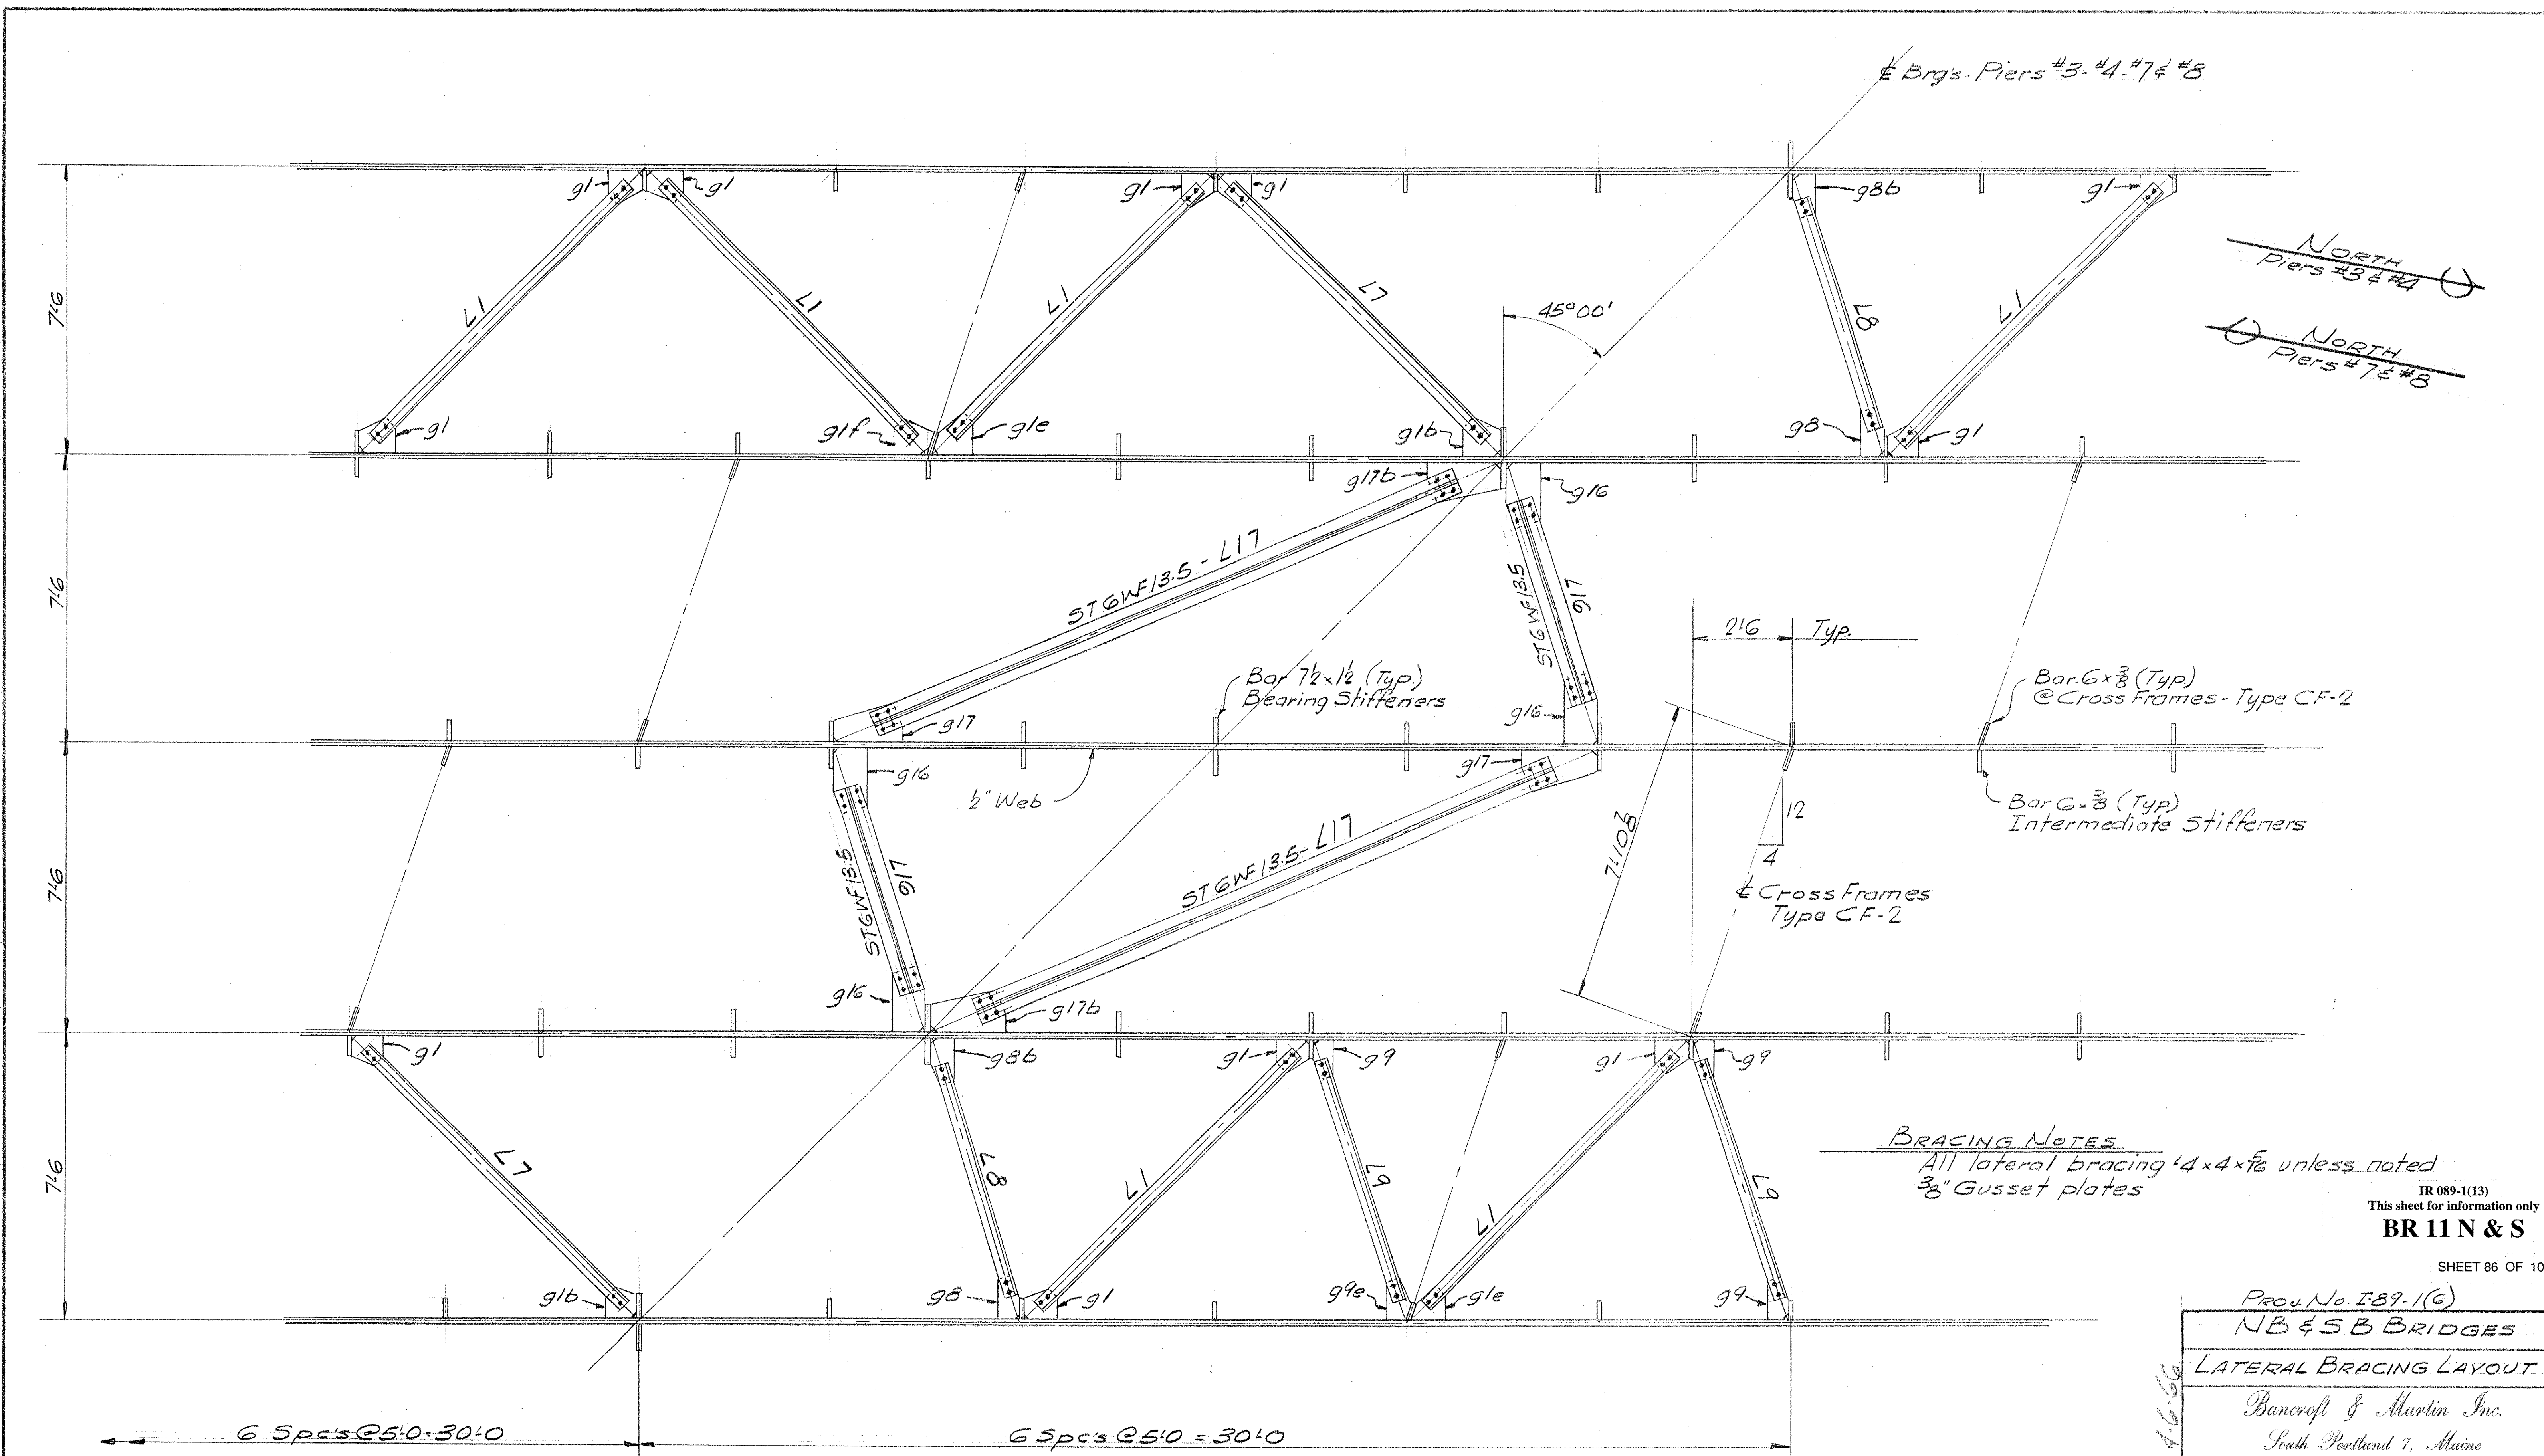 ℄ Brg's. Piers #3-#4-#7 & #8
g1 g1 g1 g1 g8b g1
NORTH
Piers #3 & #4
NORTH
Piers #7 & #8
7'-6
L1 L1 L1 L7 L8 L1
45°00'
g1 g1f g1e g1b g8 g1
g17b g16
7'-6
ST6WF13.5 - L17
ST6WF13.5
L16
2'-6 Typ.
Bar 7½ x 1½ (Typ.)
Bearing Stiffeners
Bar 6 x ⅜ (Typ)
@ Cross Frames - Type CF-2
g17 g16
g16 g17
½" Web
Bar 6 x ⅜ (Typ)
Intermediate Stiffeners
7'-10⅞
12
4
7'-6
ST6WF13.5
L16
ST6WF13.5 - L17
℄ Cross Frames
Type CF-2
g16 g17b
g1 g8b g1 g9 g1 g9
7'-6
L7 L8 L1 L9 L1 L9
BRACING NOTES
All lateral bracing L4x4x5/16 unless noted
⅜" Gusset plates
IR 089-1(13)
This sheet for information only
BR 11 N & S
SHEET 86 OF 10
g1b g8 g1 g9e g1e g9
PROJ. No. I-89-1(6)
NB & SB BRIDGES
LATERAL BRACING LAYOUT
Bancroft & Martin Inc.
South Portland 7, Maine
4-6-66
6 Spc's @ 5'-0 = 30'-0
6 Spc's @ 5'-0 = 30'-0